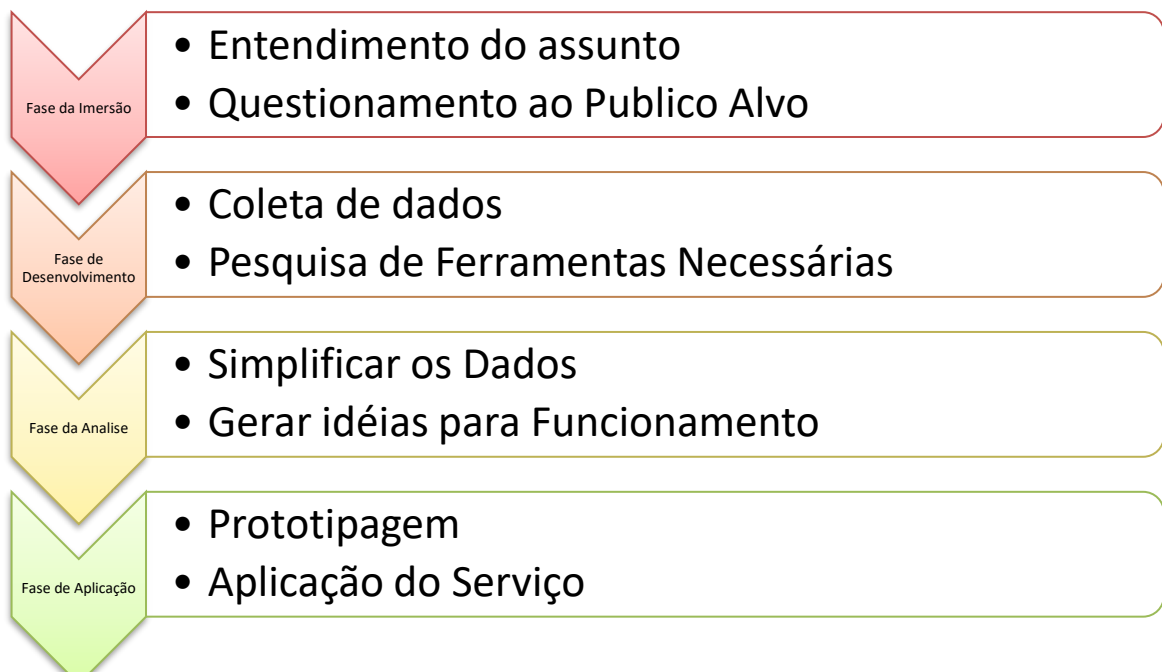 Fase da Imersão
• Entendimento do assunto
• Questionamento ao Publico Alvo
Fase de
Desenvolvimento
• Coleta de dados
• Pesquisa de Ferramentas Necessárias
Fase da Analise
• Simplificar os Dados
• Gerar idéias para Funcionamento
Fase de Aplicação
• Prototipagem
• Aplicação do Serviço